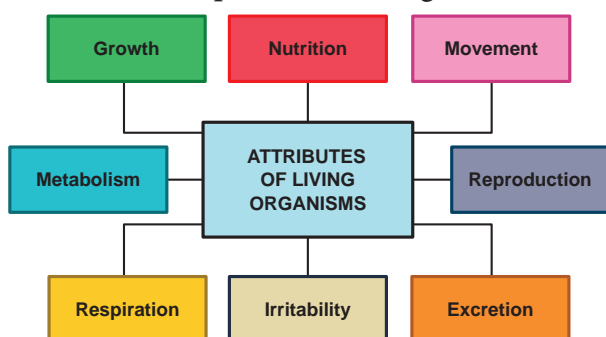 Growth
Nutrition
Movement
Metabolism
ATTRIBUTES
OF LIVING
ORGANISMS
Reproduction
Respiration
Irritability
Excretion